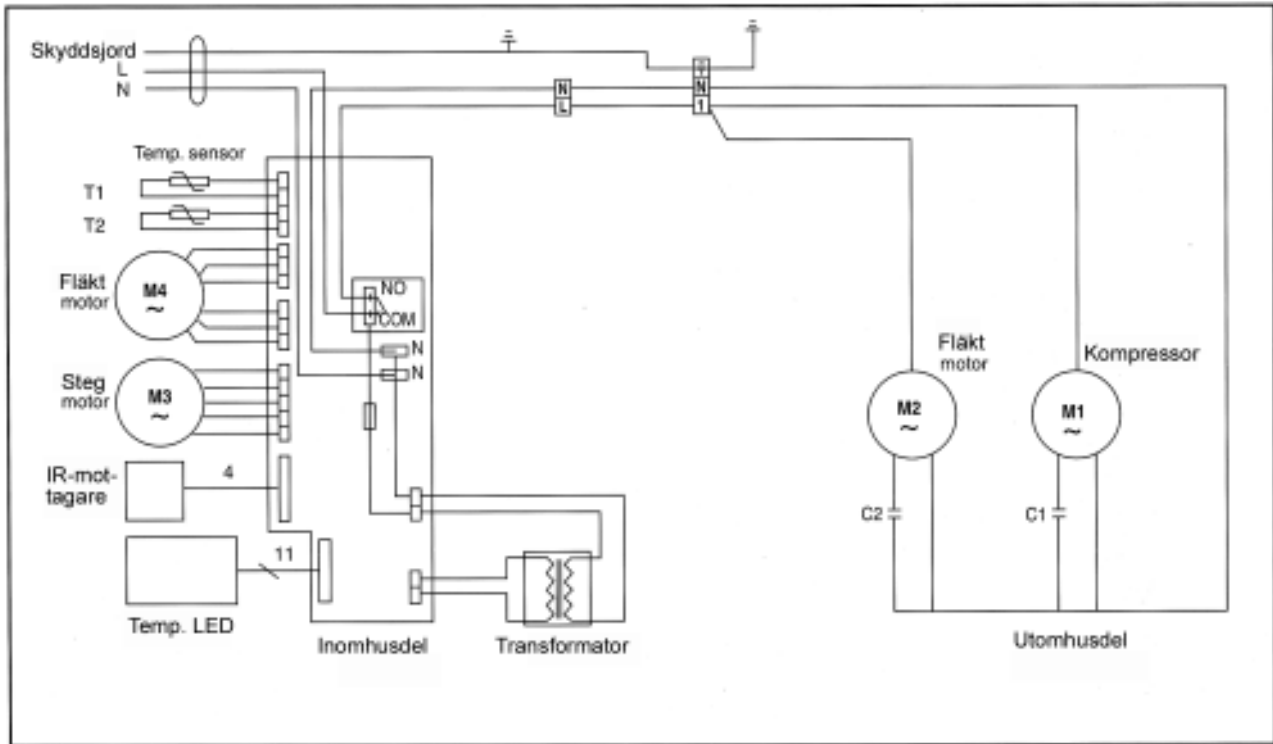 Skyddsjord
L
N
N
L
N
1
Temp. sensor
T1
T2
Fläkt
motor
M4
~
NO
COM
N
N
Steg
motor
M3
~
IR-mot-
tagare
4
11
Temp. LED
Inomhusdel
Transformator
Fläkt
motor
M2
~
Kompressor
M1
~
C2
C1
Utomhusdel